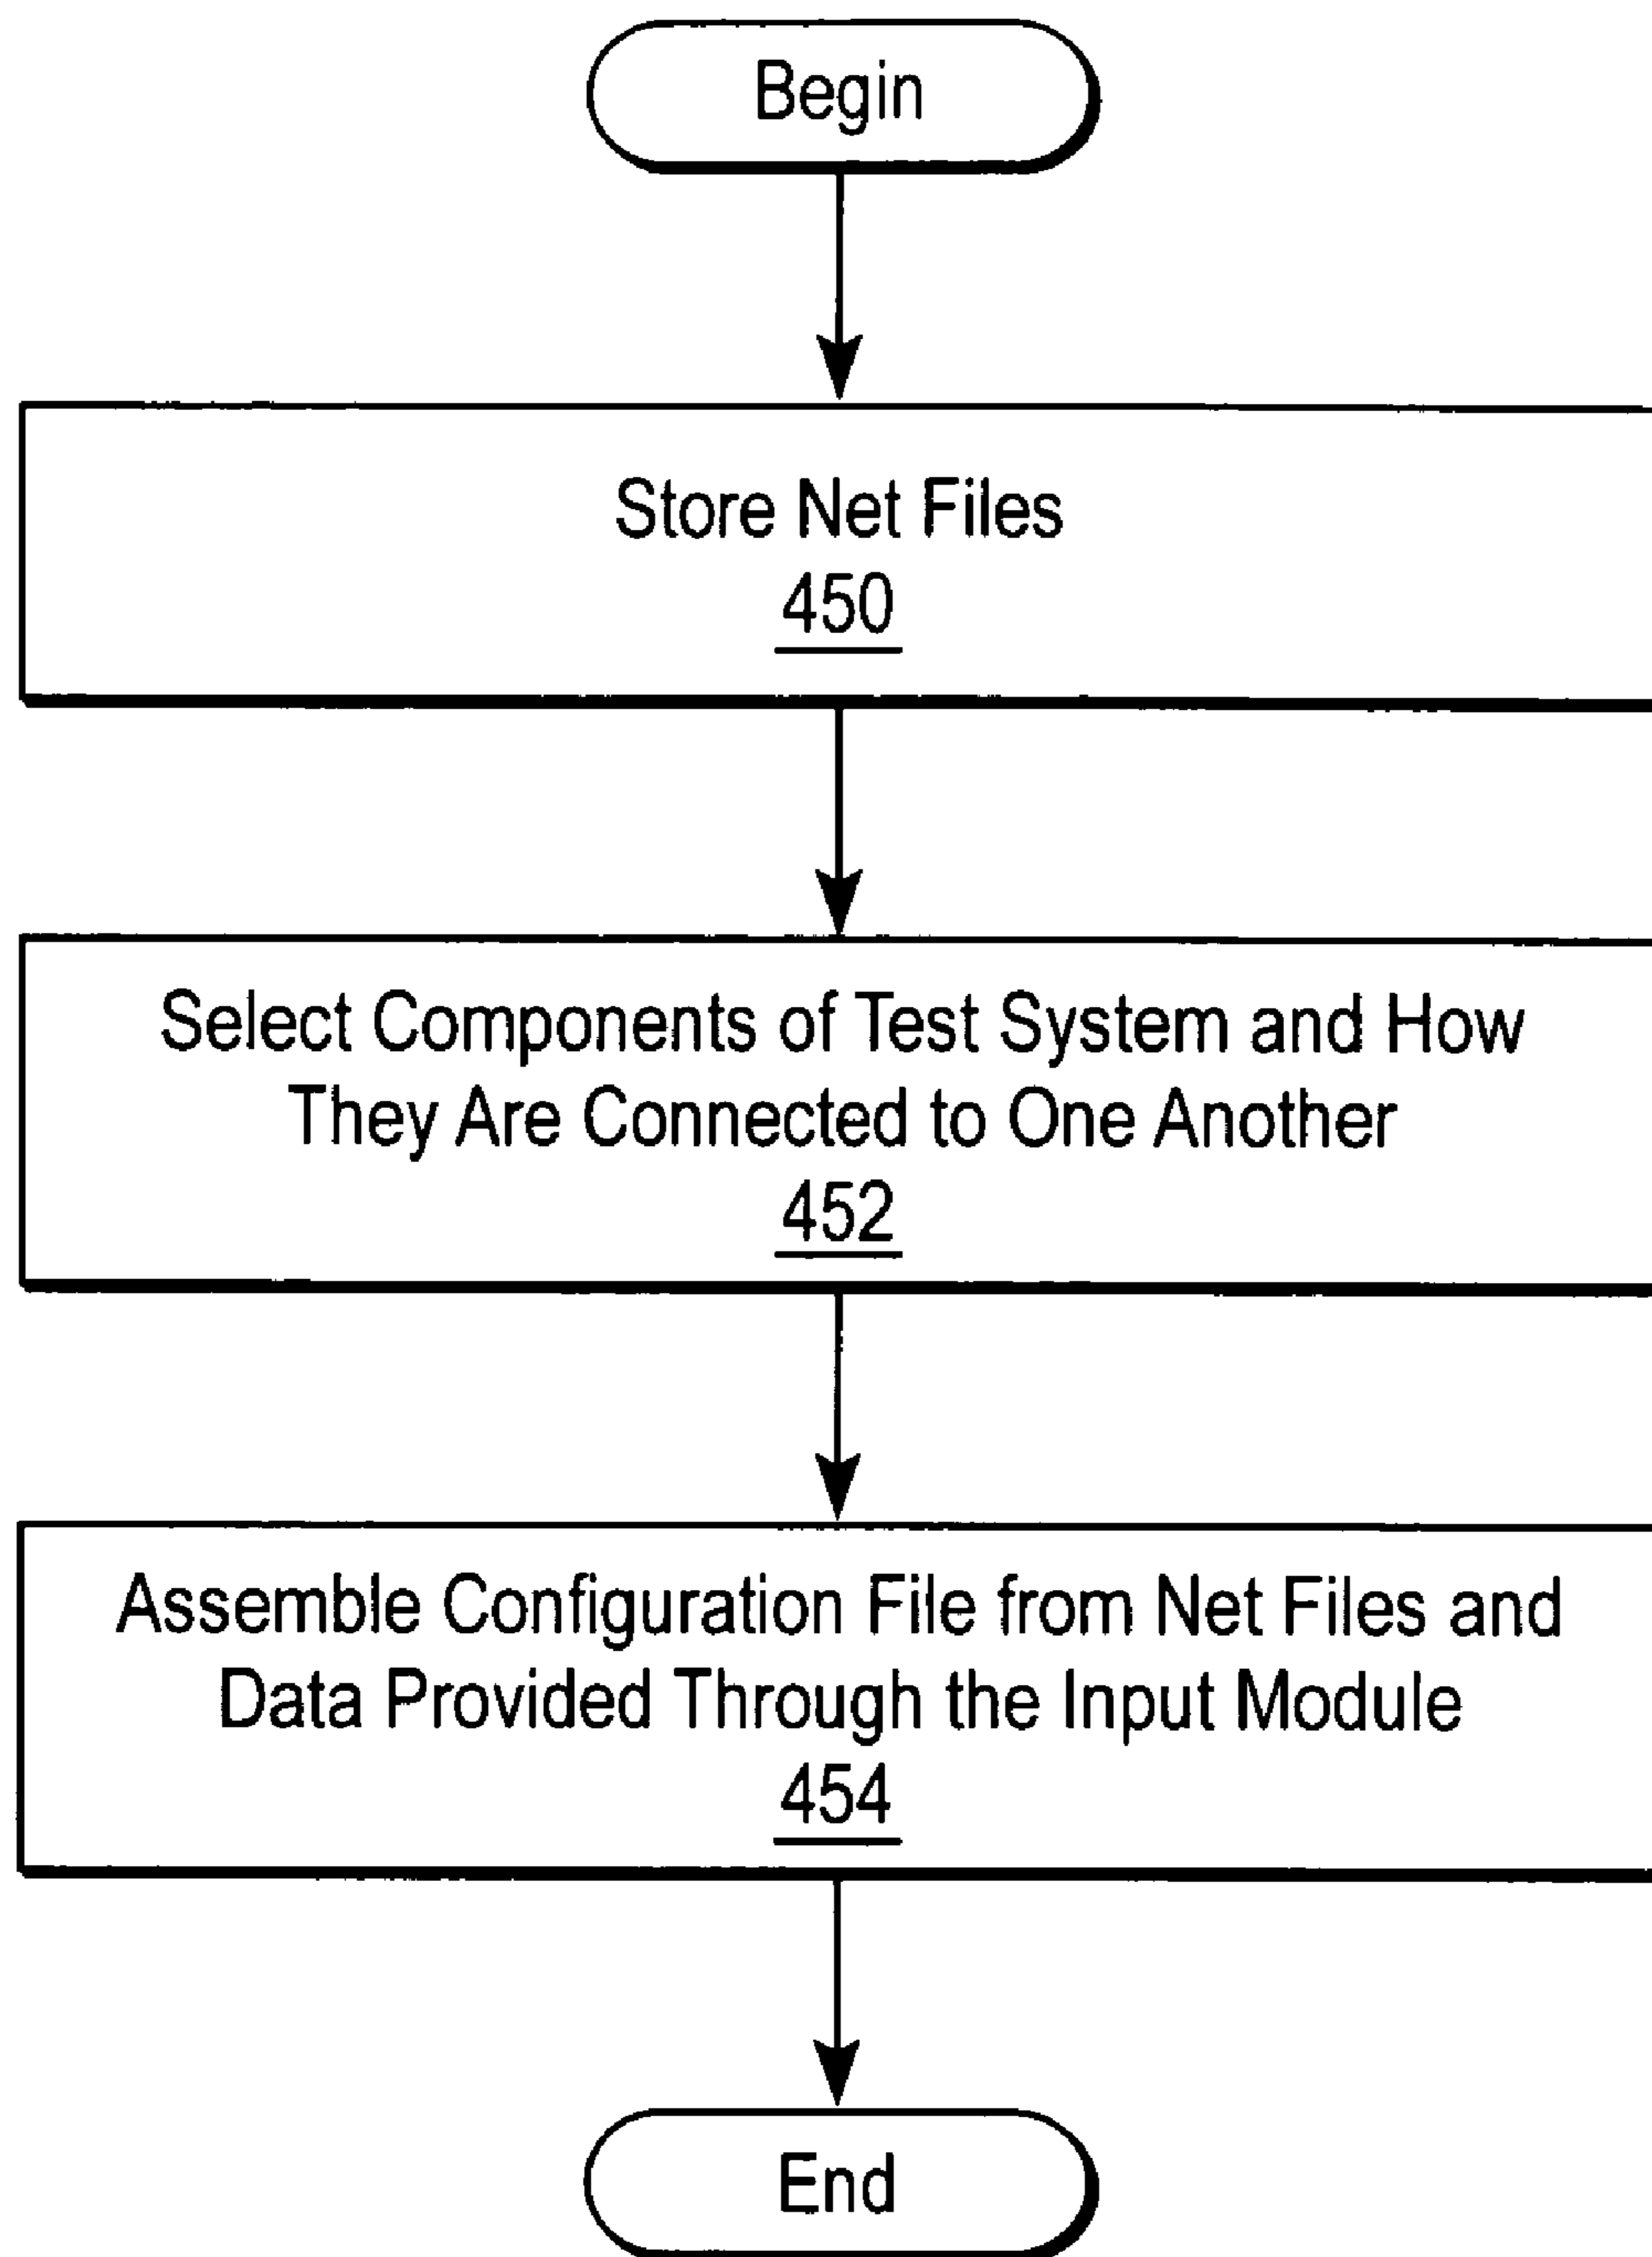 Begin
Store Net Files
450
Select Components of Test System and How
They Are Connected to One Another
452
Assemble Configuration File from Net Files and
Data Provided Through the Input Module
454
End